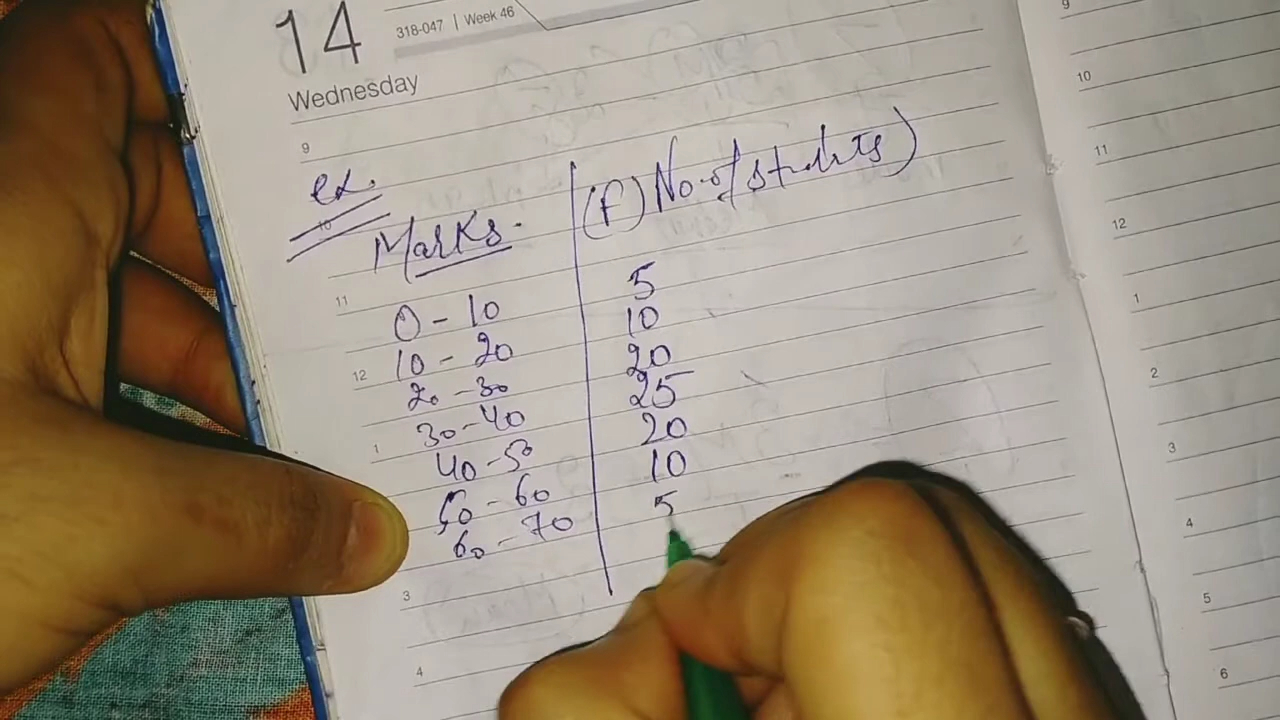 14
318-047 | Week 46
Wednesday
9
ex.
10
Marks. (f) No. of students)
11
0 - 10 5
10 - 20 10
12
20 - 30 20
30 - 40 25
1
40 - 50 20
50 - 60 10
60 - 70 5
3
4
9
10
11
12
1
2
3
4
5
6